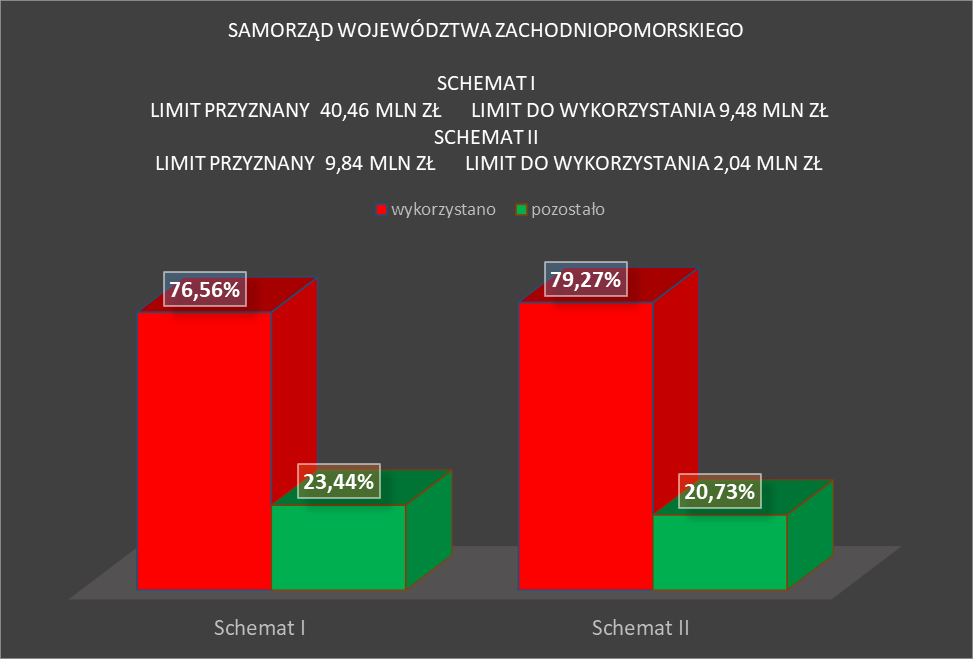 SAMORZĄD WOJEWÓDZTWA ZACHODNIOPOMORSKIEGO
SCHEMAT I
LIMIT PRZYZNANY 40,46 MLN ZŁ LIMIT DO WYKORZYSTANIA 9,48 MLN ZŁ
SCHEMAT II
LIMIT PRZYZNANY 9,84 MLN ZŁ LIMIT DO WYKORZYSTANIA 2,04 MLN ZŁ
wykorzystano pozostało
76,56% 79,27%
23,44% 20,73%
Schemat I Schemat II